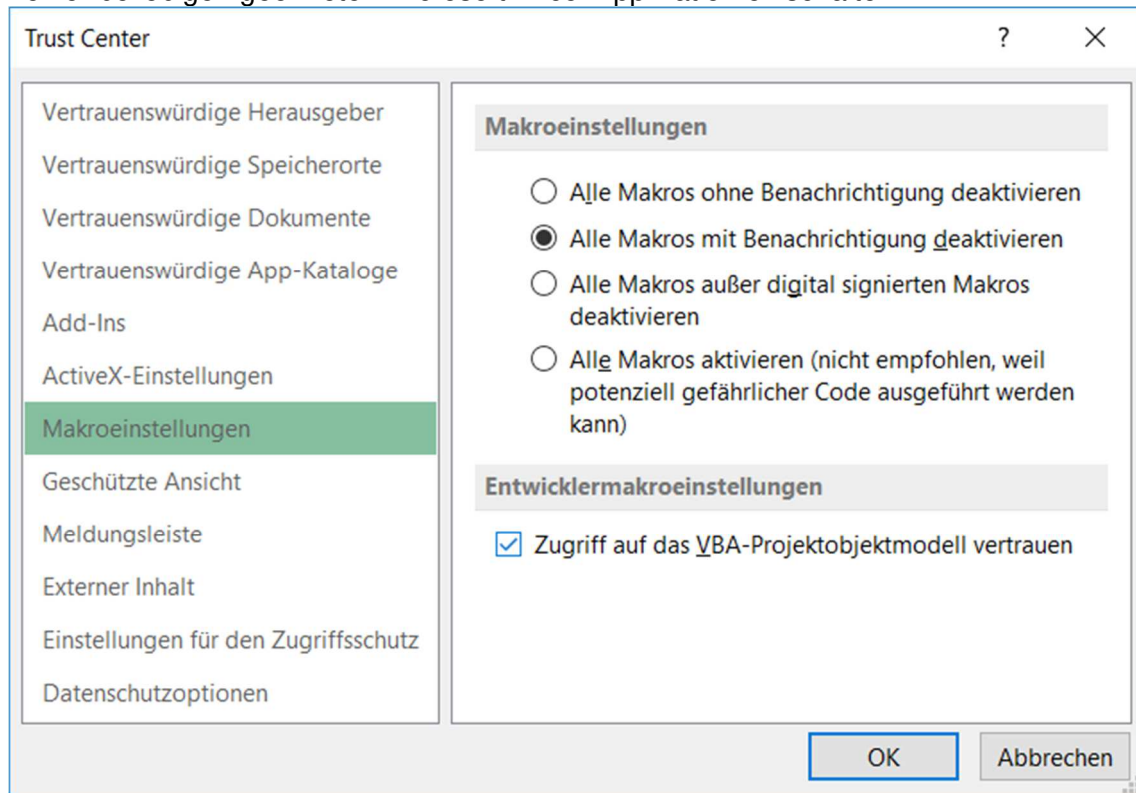 Trust Center
?
Vertrauenswürdige Herausgeber
Vertrauenswürdige Speicherorte
Vertrauenswürdige Dokumente
Vertrauenswürdige App-Kataloge
Add-Ins
ActiveX-Einstellungen
Makroeinstellungen
Geschützte Ansicht
Meldungsleiste
Externer Inhalt
Einstellungen für den Zugriffsschutz
Datenschutzoptionen
Makroeinstellungen
Alle Makros ohne Benachrichtigung deaktivieren
Alle Makros mit Benachrichtigung deaktivieren
Alle Makros außer digital signierten Makros
deaktivieren
Alle Makros aktivieren (nicht empfohlen, weil
potenziell gefährlicher Code ausgeführt werden
kann)
Entwicklermakroeinstellungen
Zugriff auf das VBA-Projektobjektmodell vertrauen
OK
Abbrechen